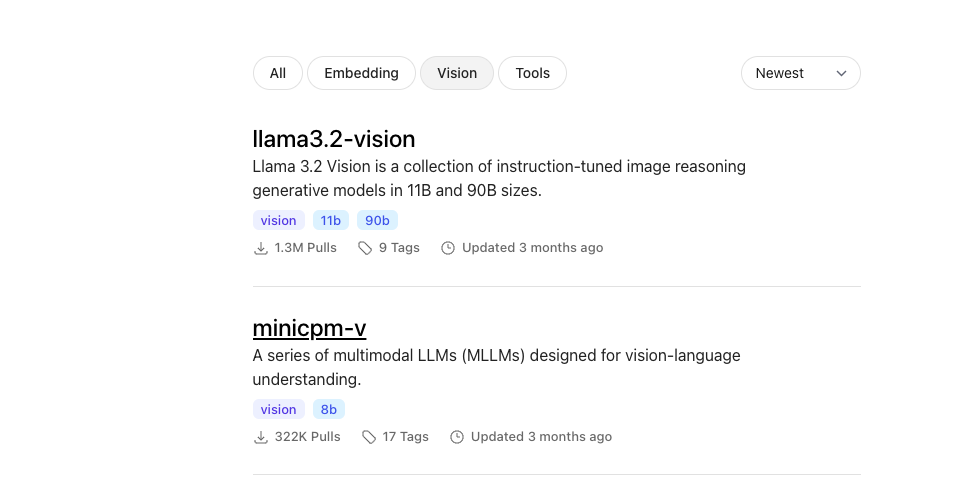 All Embedding Vision Tools Newest
llama3.2-vision
Llama 3.2 Vision is a collection of instruction-tuned image reasoning
generative models in 11B and 90B sizes.
vision 11b 90b
1.3M Pulls 9 Tags Updated 3 months ago
minicpm-v
A series of multimodal LLMs (MLLMs) designed for vision-language
understanding.
vision 8b
322K Pulls 17 Tags Updated 3 months ago